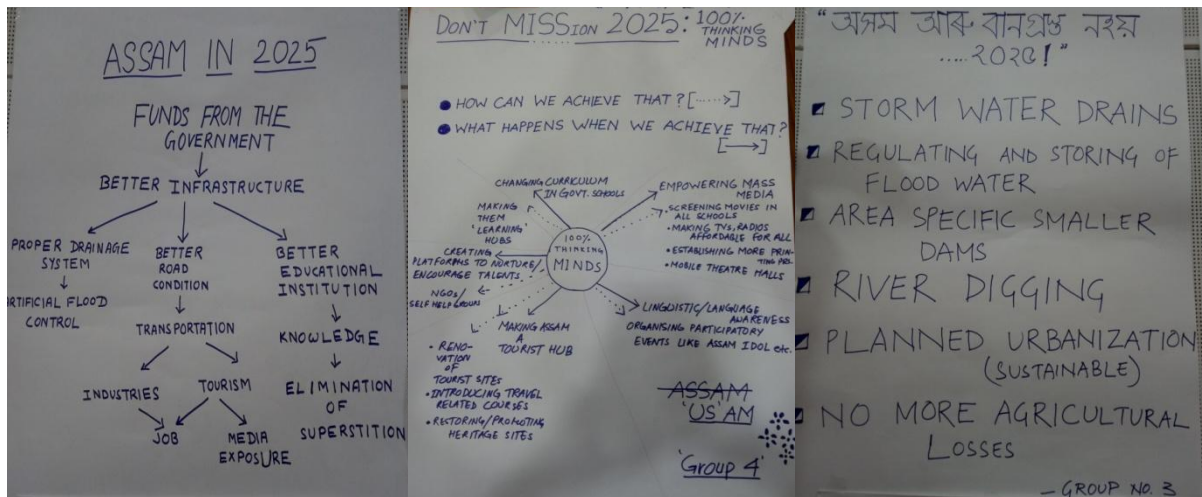 ASSAM IN 2025
FUNDS FROM THE
GOVERNMENT
BETTER INFRASTRUCTURE
PROPER DRAINAGE
SYSTEM
RTIFICIAL FLOOD
CONTROL
BETTER
ROAD
CONDITION
TRANSPORTATION
INDUSTRIES
TOURISM
JOB
MEDIA
EXPOSURE
BETTER
EDUCATIONAL
INSTITUTION
KNOWLEDGE
ELIMINATION
OF
SUPERSTITION
DON'T MISSION 2025: 100%
THINKING
MINDS
HOW CAN WE ACHIEVE THAT? [......>]
WHAT HAPPENS WHEN WE ACHIEVE THAT?
[→]
100%
THINKING
MINDS
CHANGING CURRICULUM
IN GOVT. SCHOOLS
MAKING
THEM
'LEARNING'
HUBS
CREATING
PLATFORMS TO NURTURE/
ENCOURAGE TALENTS
NGOs/
SELF HELP GROUPS
MAKING ASSAM
A
TOURIST HUB
• RENO-
VATION
OF
TOURIST SITES
• INTRODUCING TRAVEL
RELATED COURSES
• RESTORING/PROMOTING
HERITAGE SITES
EMPOWERING MASS
MEDIA
• SCREENING MOVIES IN
ALL SCHOOLS
• MAKING TVs, RADIOS
AFFORDABLE FOR ALL
• ESTABLISHING MORE PRIN-
TING
• MOBILE THEATRE HALLS
LINGUISTIC/LANGUAGE
AWARENESS
ORGANISING PARTICIPATORY
EVENTS LIKE ASSAM IDOL etc.
ASSAM
'US'AM
'Group 4'
"অসম আৰু বানগ্ৰস্ত নহয়
.....২০২৫!"
STORM WATER DRAINS
REGULATING AND STORING OF
FLOOD WATER
AREA SPECIFIC SMALLER
DAMS
RIVER DIGGING
PLANNED URBANIZATION
(SUSTAINABLE)
NO MORE AGRICULTURAL
LOSSES
– GROUP NO. 3